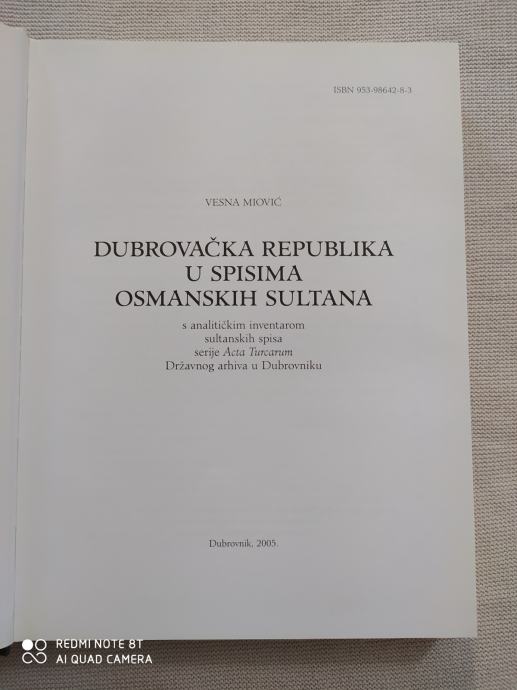 ISBN 953-98642-8-3
VESNA MIOVIĆ
DUBROVAČKA REPUBLIKA
U SPISIMA
OSMANSKIH SULTANA
s analitičkim inventarom
sultanskih spisa
serije Acta Turcarum
Državnog arhiva u Dubrovniku
Dubrovnik, 2005.
REDMI NOTE 8T
AI QUAD CAMERA